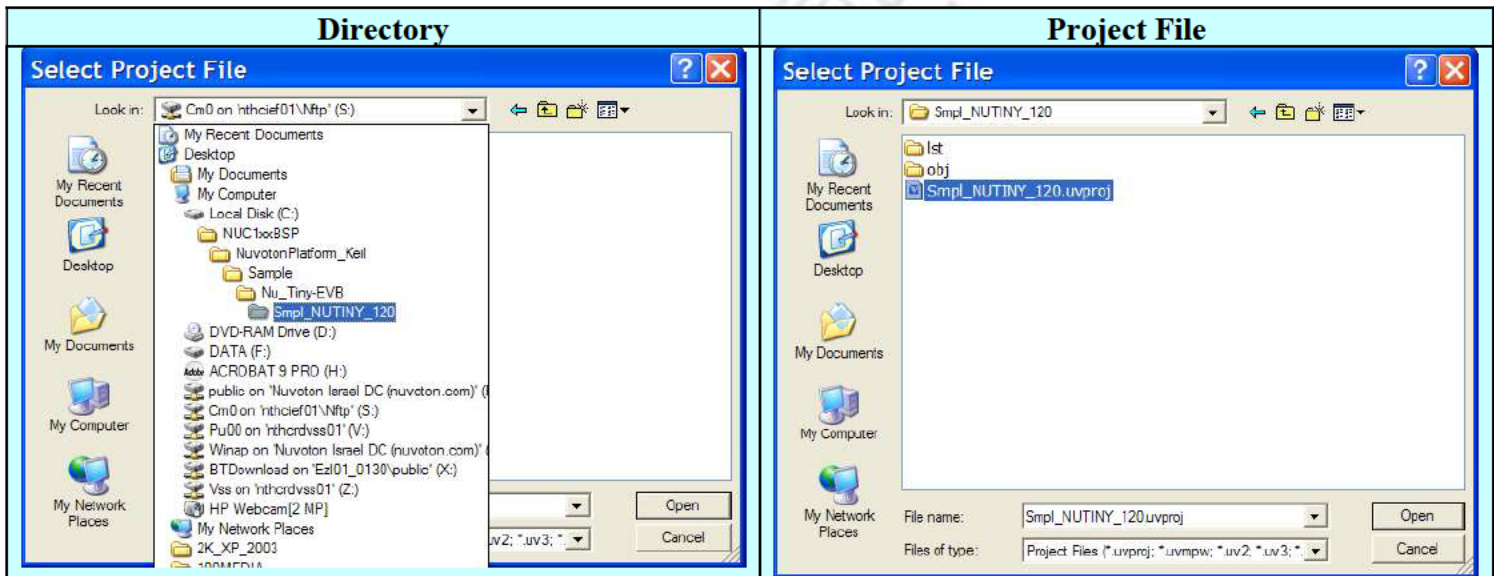 Directory
Select Project File
Look in:
Cm0 on 'nthcief01\Nftp' (S:)
My Recent Documents
Desktop
My Documents
My Computer
Local Disk (C:)
NUC1xxBSP
NuvotonPlatform_Keil
Sample
Nu_Tiny-EVB
Smpl_NUTINY_120
DVD-RAM Drive (D:)
DATA (F:)
Adobe ACROBAT 9 PRO (H:)
public on 'Nuvoton Israel DC (nuvoton.com)' (
Cm0 on 'nthcief01\Nftp' (S:)
Pu00 on 'nthcrdvss01' (V:)
Winap on 'Nuvoton Israel DC (nuvoton.com)' (
BTDownload on 'Ezl01_0130\public' (X:)
Vss on 'nthcrdvss01' (Z:)
HP Webcam[2 MP]
My Network Places
2K_XP_2003
My Recent
Documents
Desktop
My Documents
My Computer
My Network
Places
Open
uv2; *.uv3; *.
Cancel
Project File
Select Project File
Look in:
Smpl_NUTINY_120
lst
obj
Smpl_NUTINY_120.uvproj
My Recent
Documents
Desktop
My Documents
My Computer
My Network
Places
File name:
Smpl_NUTINY_120.uvproj
Open
Files of type:
Project Files (*.uvproj; *.uvmpw; *.uv2; *.uv3; *.
Cancel